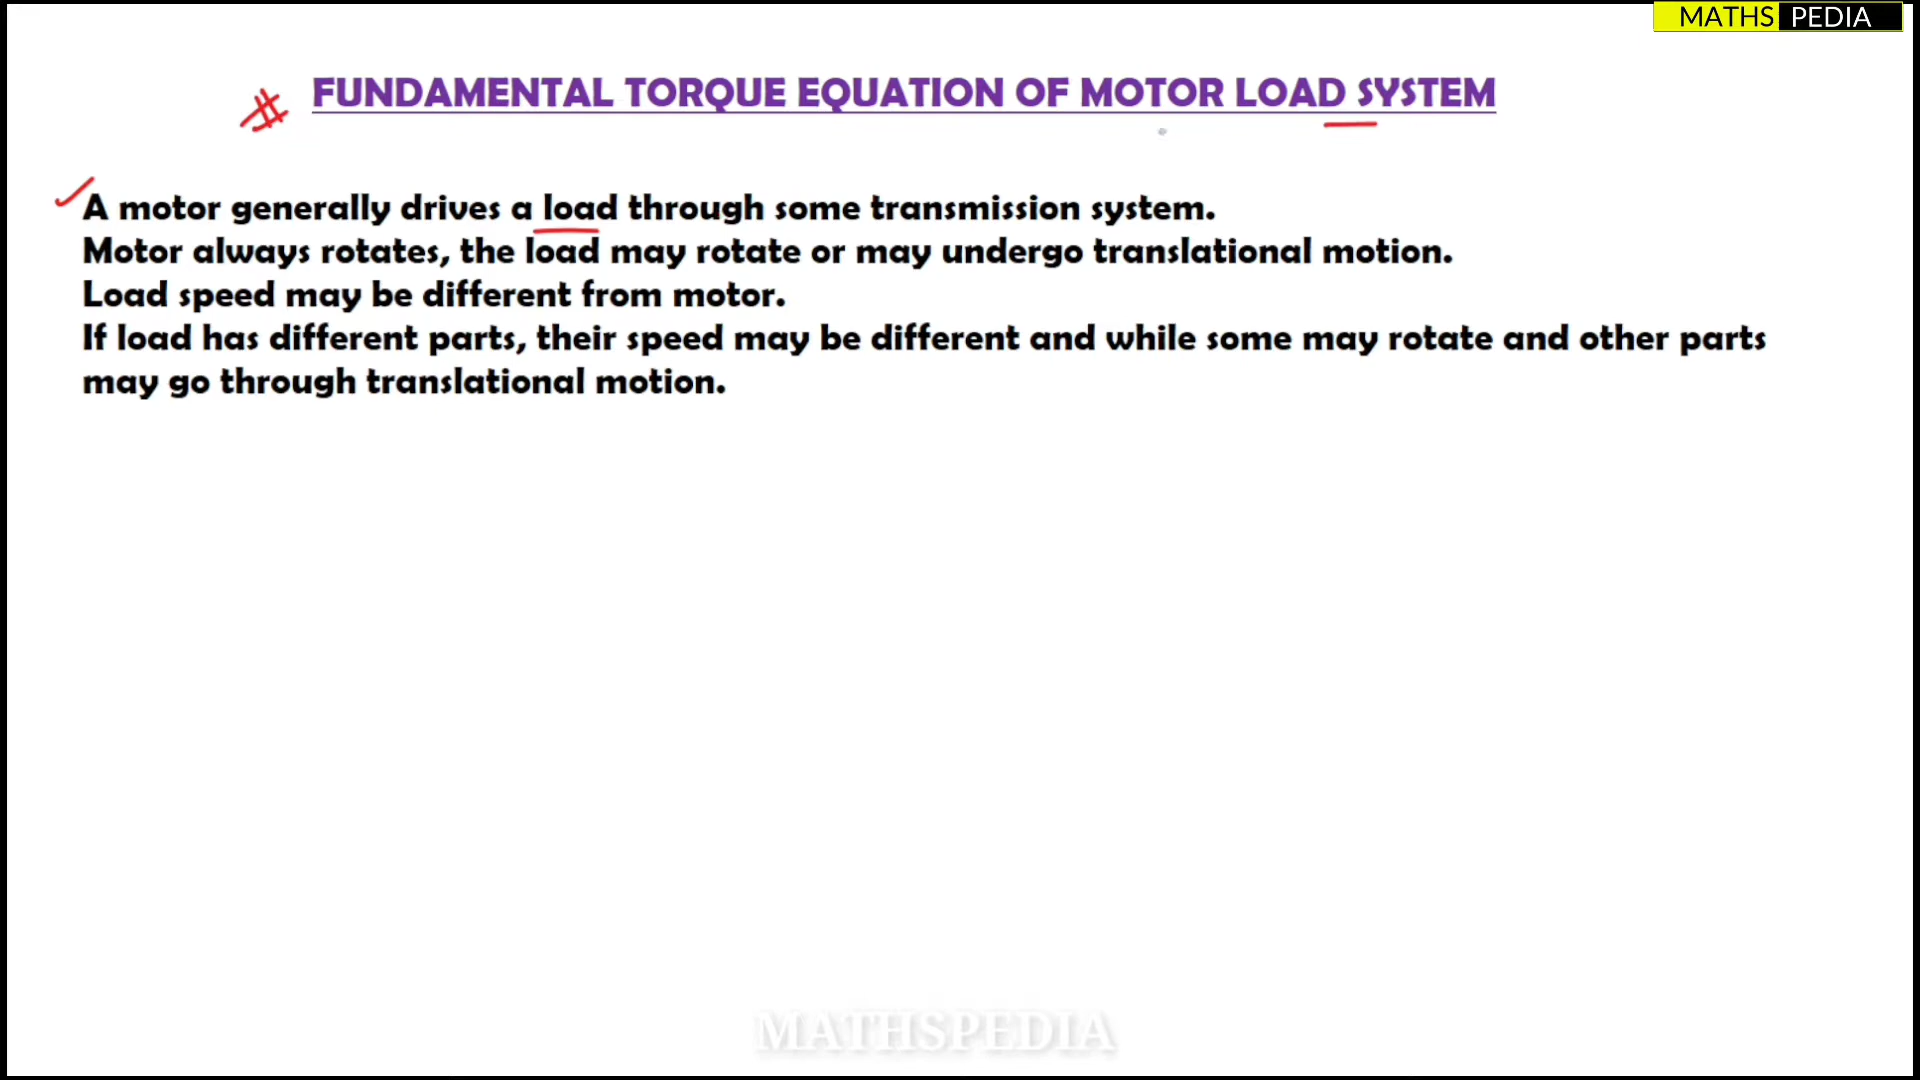 MATHS PEDIA
# FUNDAMENTAL TORQUE EQUATION OF MOTOR LOAD SYSTEM
A motor generally drives a load through some transmission system.
Motor always rotates, the load may rotate or may undergo translational motion.
Load speed may be different from motor.
If load has different parts, their speed may be different and while some may rotate and other parts
may go through translational motion.
MATHSPEDIA